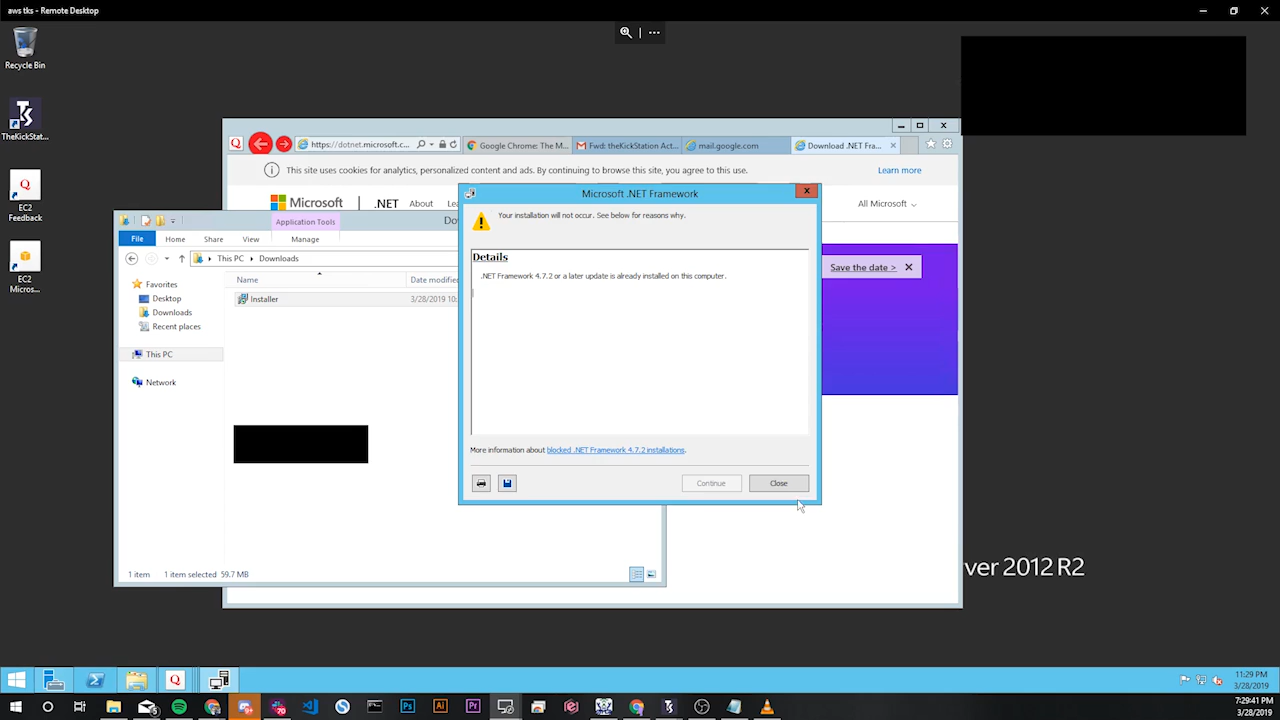 aws tks - Remote Desktop
Recycle Bin
TheKickStat...
EC2
Feedback
EC2
Micros...
https://dotnet.microsoft.c...
Google Chrome: The M...
Fwd: theKickStation Act...
mail.google.com
Download .NET Fra...
This site uses cookies for analytics, personalized content and ads. By continuing to browse this site, you agree to this use.
Learn more
Microsoft
.NET
About
Lea
All Microsoft
Save the date >
Application Tools
Do
File
Home
Share
View
Manage
This PC
Downloads
Name
Date modified
Favorites
Desktop
Downloads
Recent places
This PC
Network
Installer
3/28/2019 10:
1 item
1 item selected 59.7 MB
Microsoft .NET Framework
Your installation will not occur. See below for reasons why.
Details
.NET Framework 4.7.2 or a later update is already installed on this computer.
More information about blocked .NET Framework 4.7.2 installations.
Continue
Close
ver 2012 R2
11:29 PM
3/28/2019
7:29:41 PM
3/28/2019